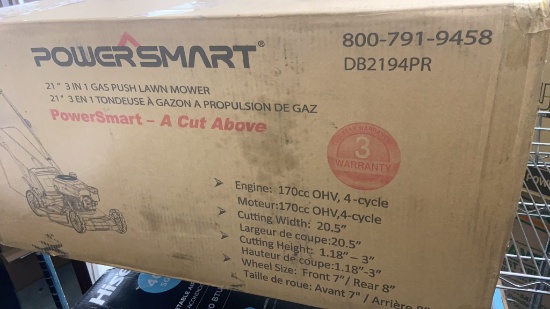 POWERSMART®
800-791-9458
DB2194PR
21" 3 IN 1 GAS PUSH LAWN MOWER
21" 3 EN 1 TONDEUSE À GAZON A PROPULSION DE GAZ
PowerSmart – A Cut Above
3
WARRANTY
Engine: 170cc OHV, 4-cycle
Moteur:170cc OHV,4-cycle
Cutting Width: 20.5"
Largeur de coupe:20.5"
Cutting Height: 1.18"– 3"
Hauteur de coupe:1.18"-3"
Wheel Size: Front 7"/ Rear 8"
Taille de roue: Avant 7" / Arrière